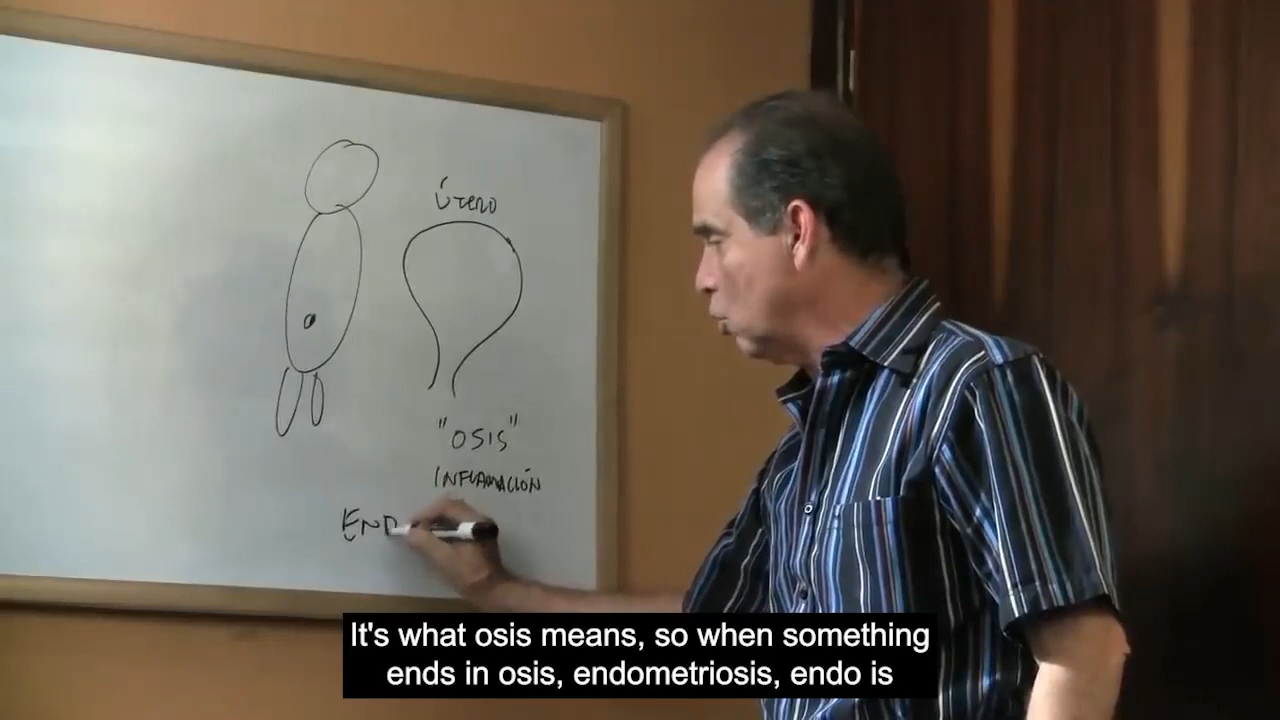 Útero
"OSIS"
INFLAMACIÓN
END
It's what osis means, so when something
ends in osis, endometriosis, endo is